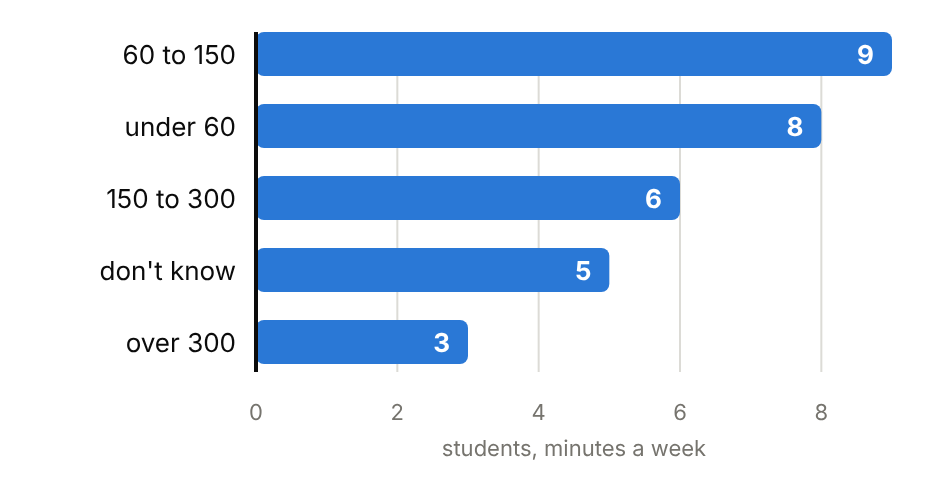 60 to 150 9
under 60 8
150 to 300 6
don't know 5
over 300 3
0 2 4 6 8
students, minutes a week